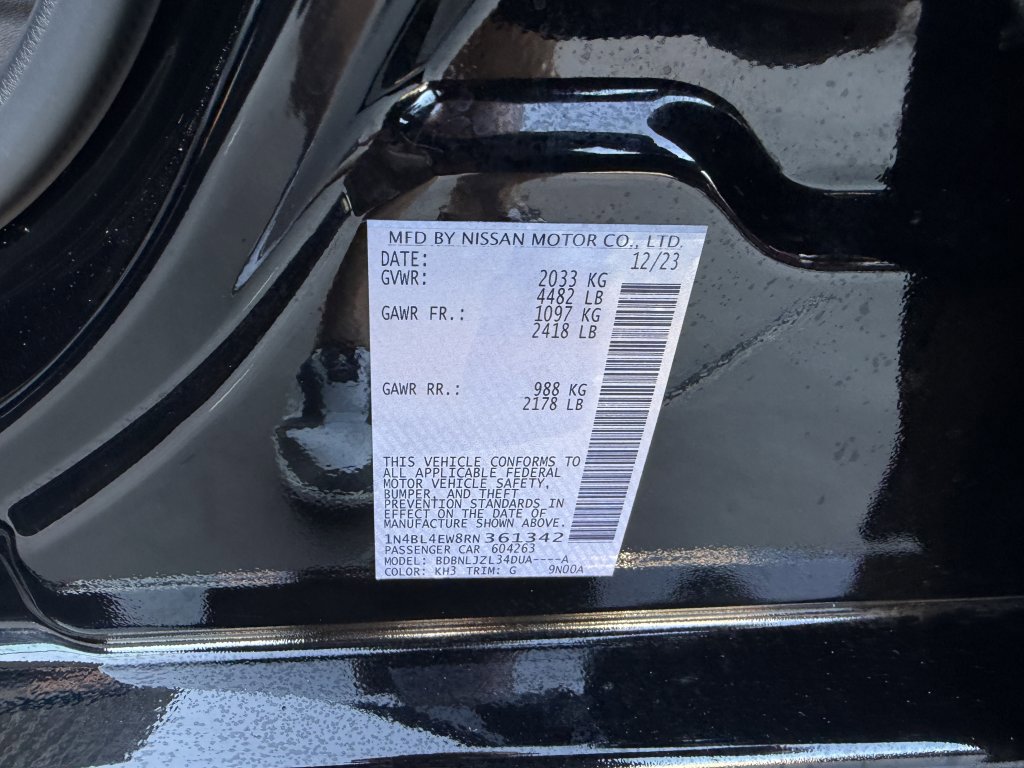 MFD BY NISSAN MOTOR CO., LTD.
DATE: 12/23
GVWR: 2033 KG
4482 LB
GAWR FR.: 1097 KG
2418 LB
GAWR RR.: 988 KG
2178 LB
THIS VEHICLE CONFORMS TO
ALL APPLICABLE FEDERAL
MOTOR VEHICLE SAFETY,
BUMPER, AND THEFT
PREVENTION STANDARDS IN
EFFECT ON THE DATE OF
MANUFACTURE SHOWN ABOVE.
1N4BL4EW8RN361342
PASSENGER CAR 604263
MODEL: BDBNLJZL34DUA----A
COLOR: KH3 TRIM: G 9N00A